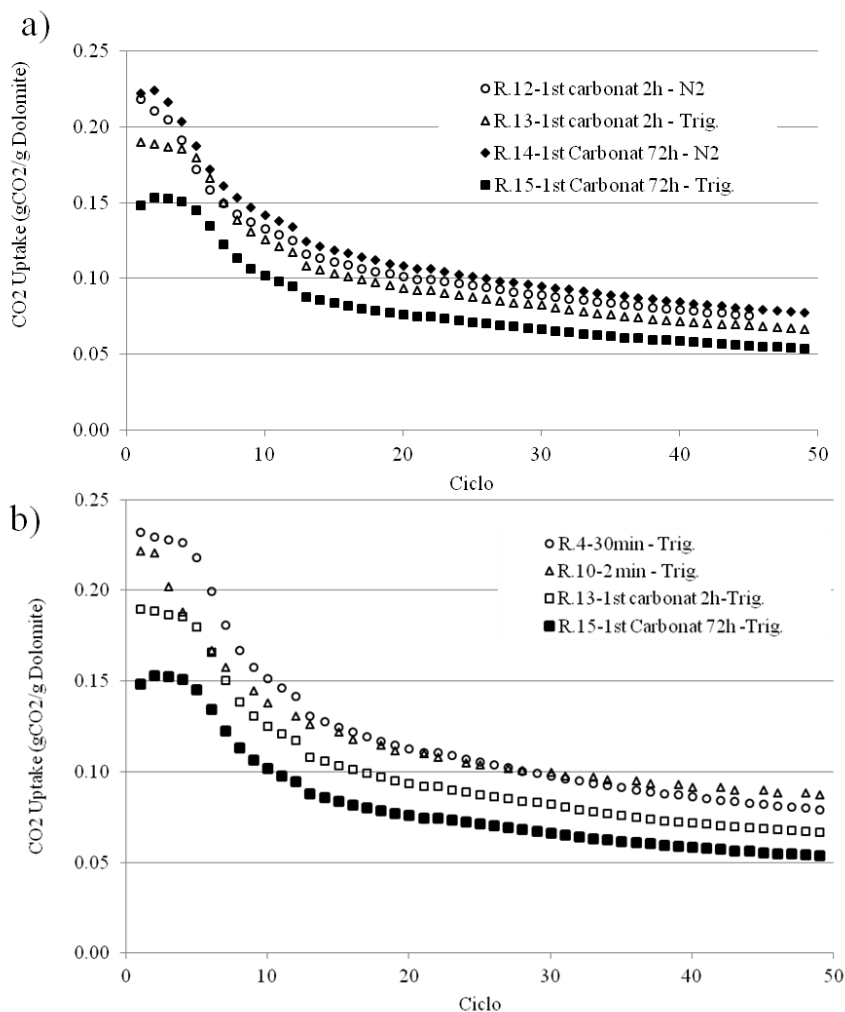 a)
CO2 Uptake (gCO2/g Dolomite)
0.25
0.20
0.15
0.10
0.05
0.00
R.12-1st carbonat 2h - N2
R.13-1st carbonat 2h - Trig.
R.14-1st Carbonat 72h - N2
R.15-1st Carbonat 72h - Trig.
0 10 20 30 40 50
Ciclo
b)
CO2 Uptake (gCO2/g Dolomite)
0.25
0.20
0.15
0.10
0.05
0.00
R.4-30min - Trig.
R.10-2 min - Trig.
R.13-1st carbonat 2h-Trig.
R.15-1st Carbonat 72h -Trig.
0 10 20 30 40 50
Ciclo